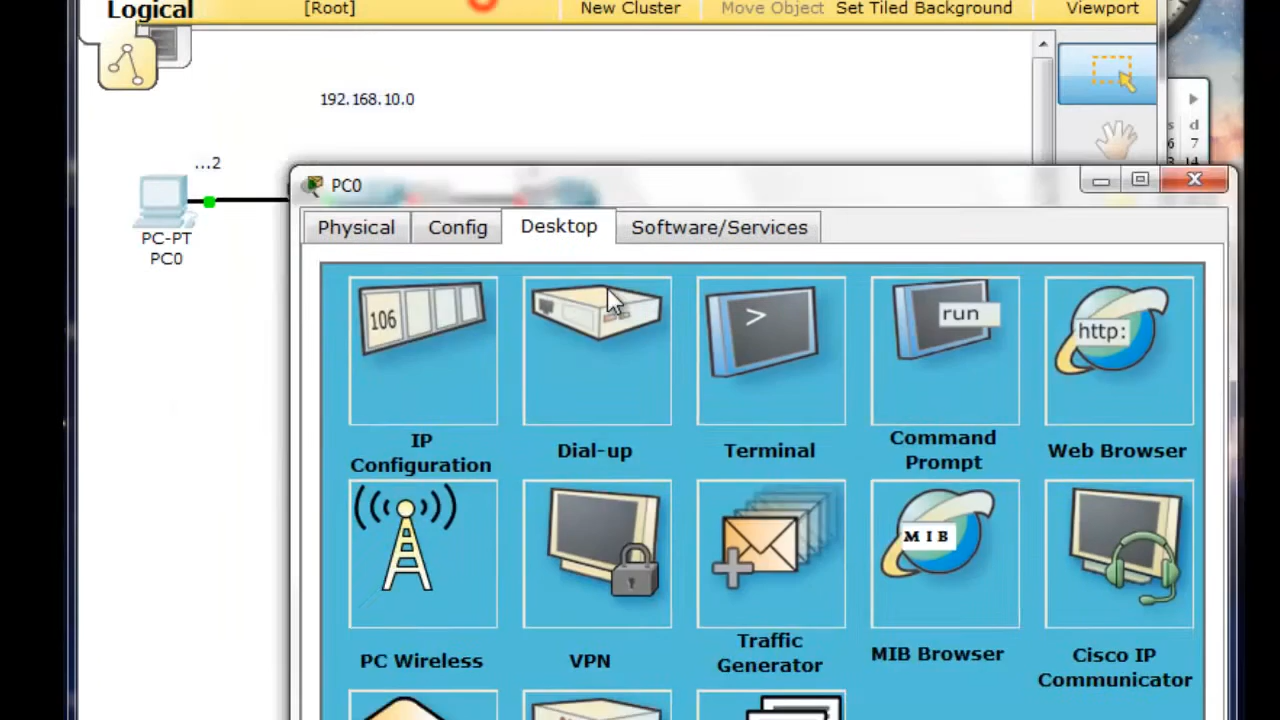 Logical
[Root]
New Cluster
Move Object
Set Tiled Background
Viewport
192.168.10.0
s d
6 7
...2
PC-PT
PC0
PC0
Physical
Config
Desktop
Software/Services
106
>
run
http:
IP
Configuration
Dial-up
Terminal
Command
Prompt
Web Browser
M I B
PC Wireless
VPN
Traffic
Generator
MIB Browser
Cisco IP
Communicator